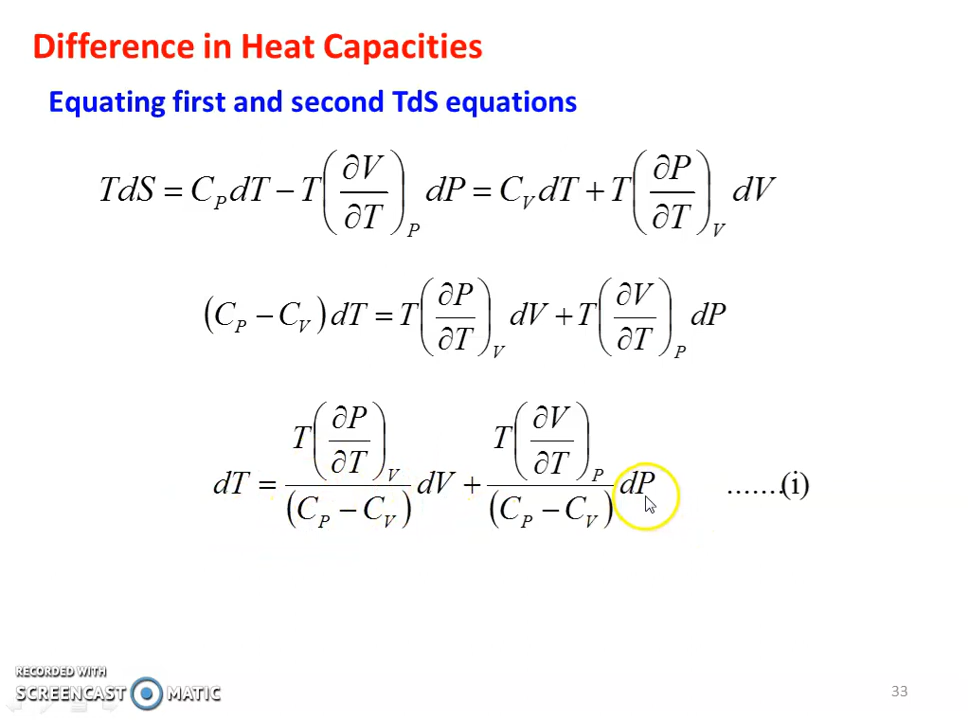 Difference in Heat Capacities
Equating first and second TdS equations
TdS = C_P dT − T(∂V/∂T)_P dP = C_V dT + T(∂P/∂T)_V dV
(C_P − C_V) dT = T(∂P/∂T)_V dV + T(∂V/∂T)_P dP
dT = T(∂P/∂T)_V/(C_P − C_V) dV + T(∂V/∂T)_P/(C_P − C_V) dP .......(i)
RECORDED WITH
SCREENCAST MATIC
33